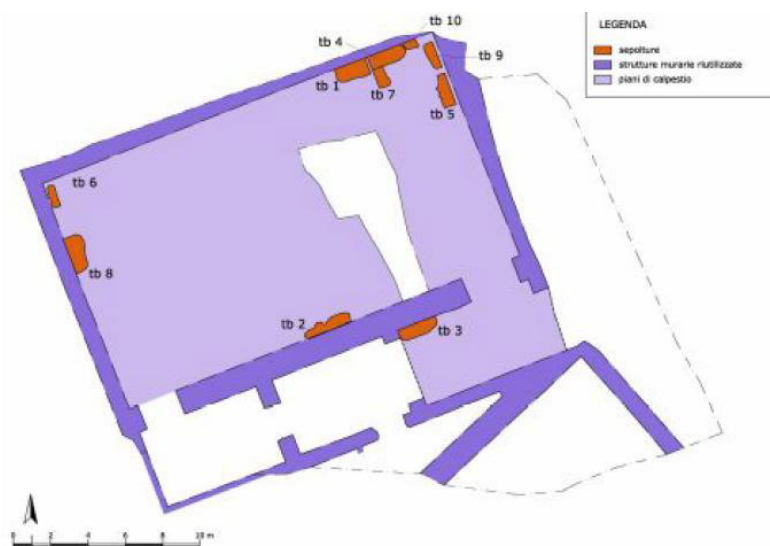 tb 10
tb 4
tb 9
tb 1
tb 7
tb 5
tb 6
tb 8
tb 2
tb 3
LEGENDA
sepolture
strutture murarie riutilizzate
piani di calpestio
0 2 4 6 8 10 m